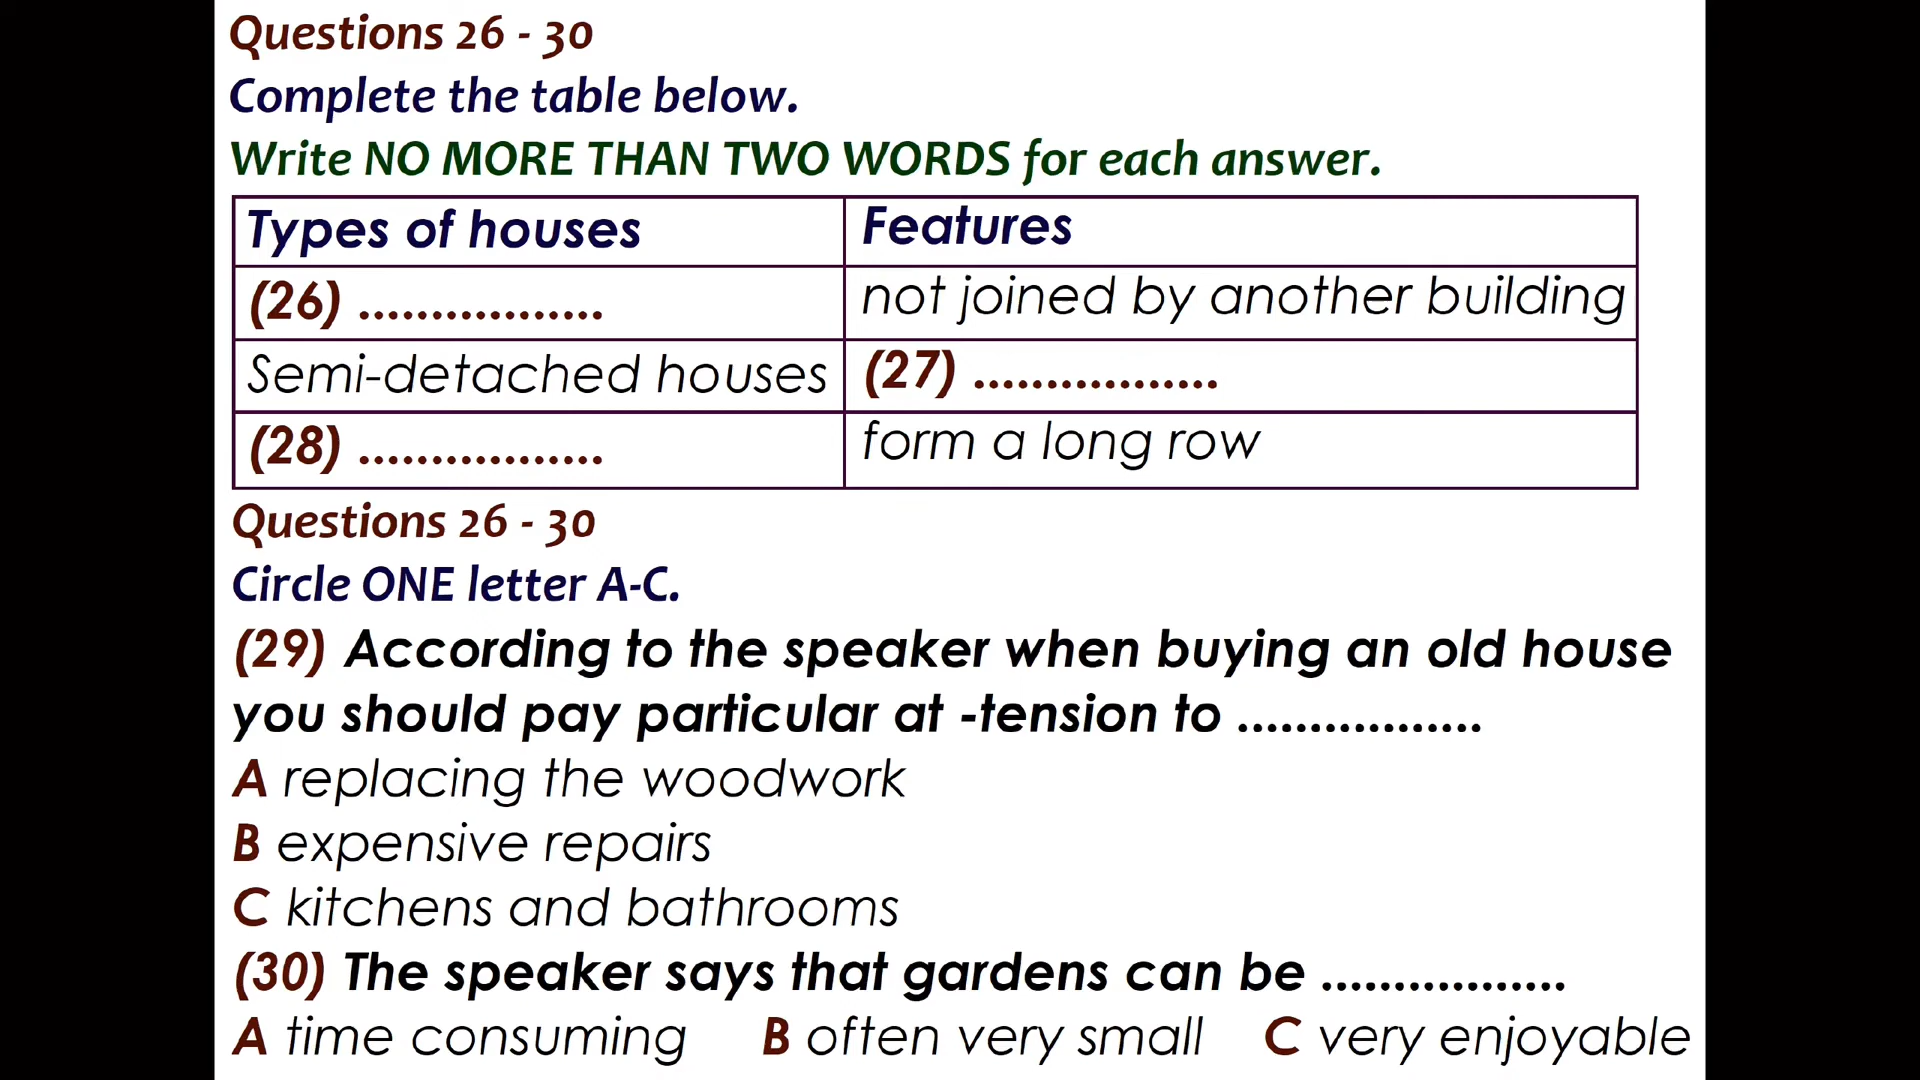 Questions 26 - 30
Complete the table below.
Write NO MORE THAN TWO WORDS for each answer.
Types of houses Features
(26) ................. not joined by another building
Semi-detached houses (27) .................
(28) ................. form a long row
Questions 26 - 30
Circle ONE letter A-C.
(29) According to the speaker when buying an old house
you should pay particular at -tension to .................
A replacing the woodwork
B expensive repairs
C kitchens and bathrooms
(30) The speaker says that gardens can be .................
A time consuming B often very small C very enjoyable